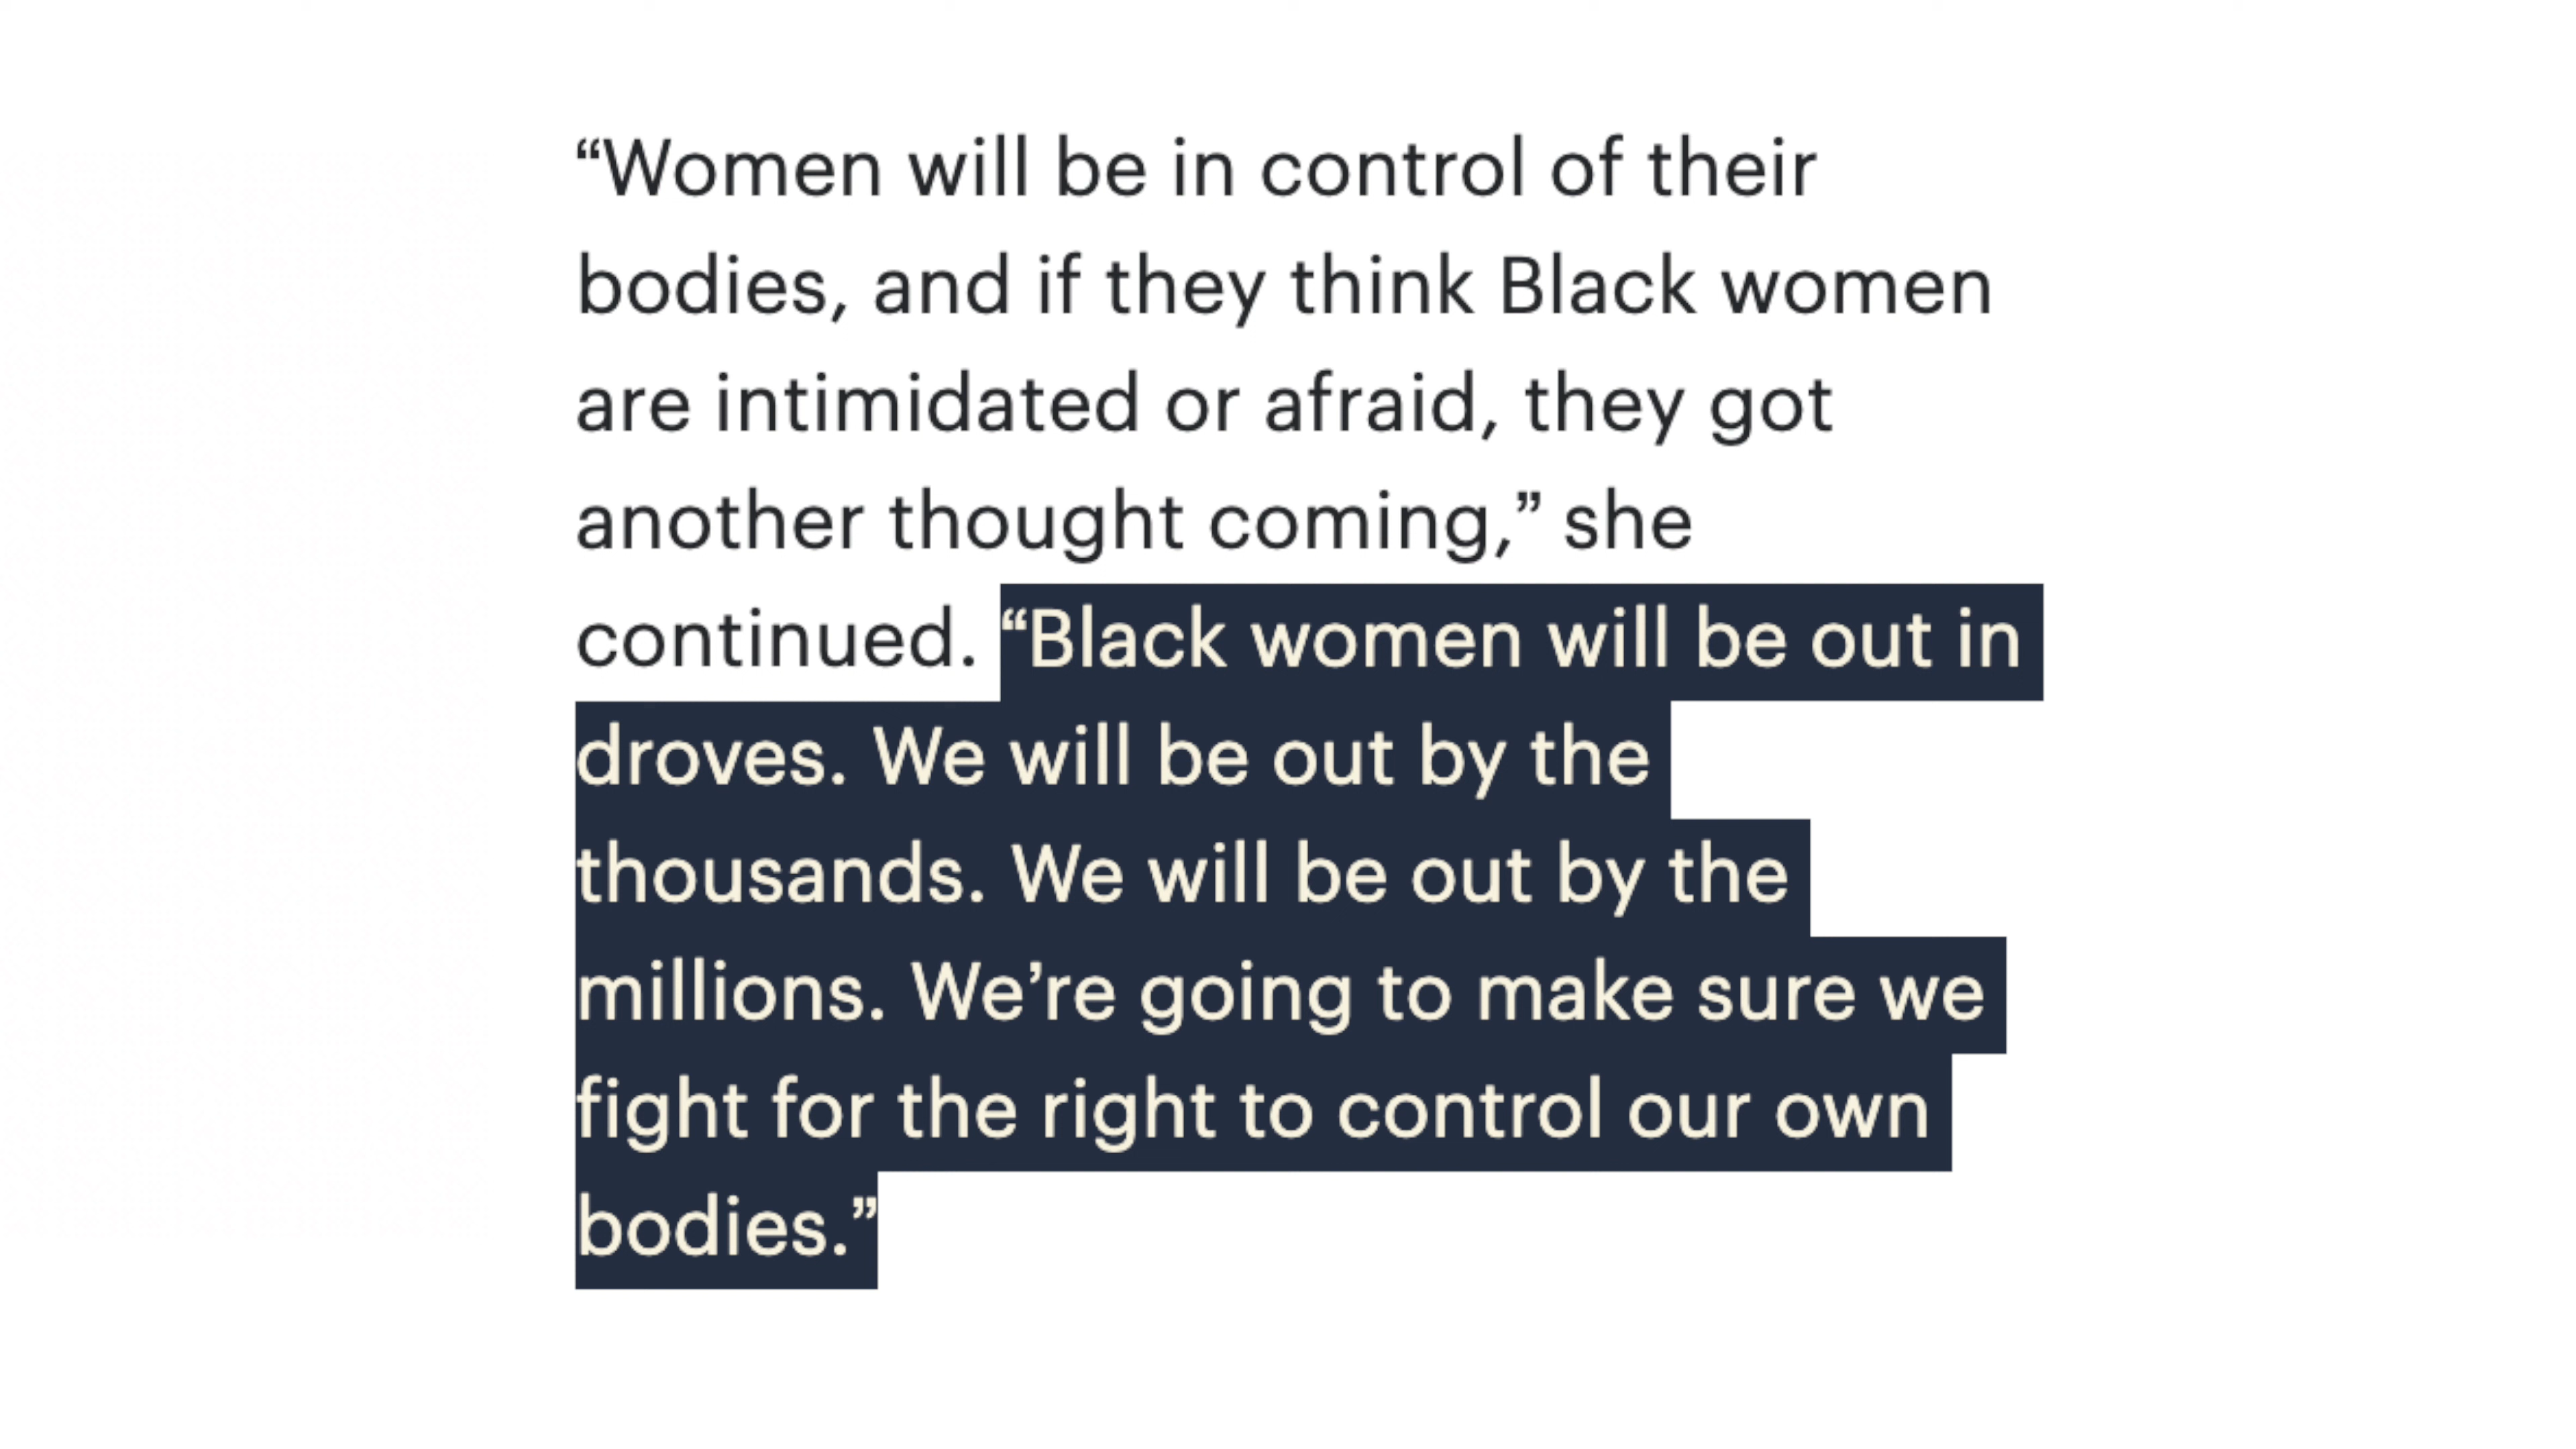 “Women will be in control of their
bodies, and if they think Black women
are intimidated or afraid, they got
another thought coming,” she
continued. “Black women will be out in
droves. We will be out by the
thousands. We will be out by the
millions. We’re going to make sure we
fight for the right to control our own
bodies.”